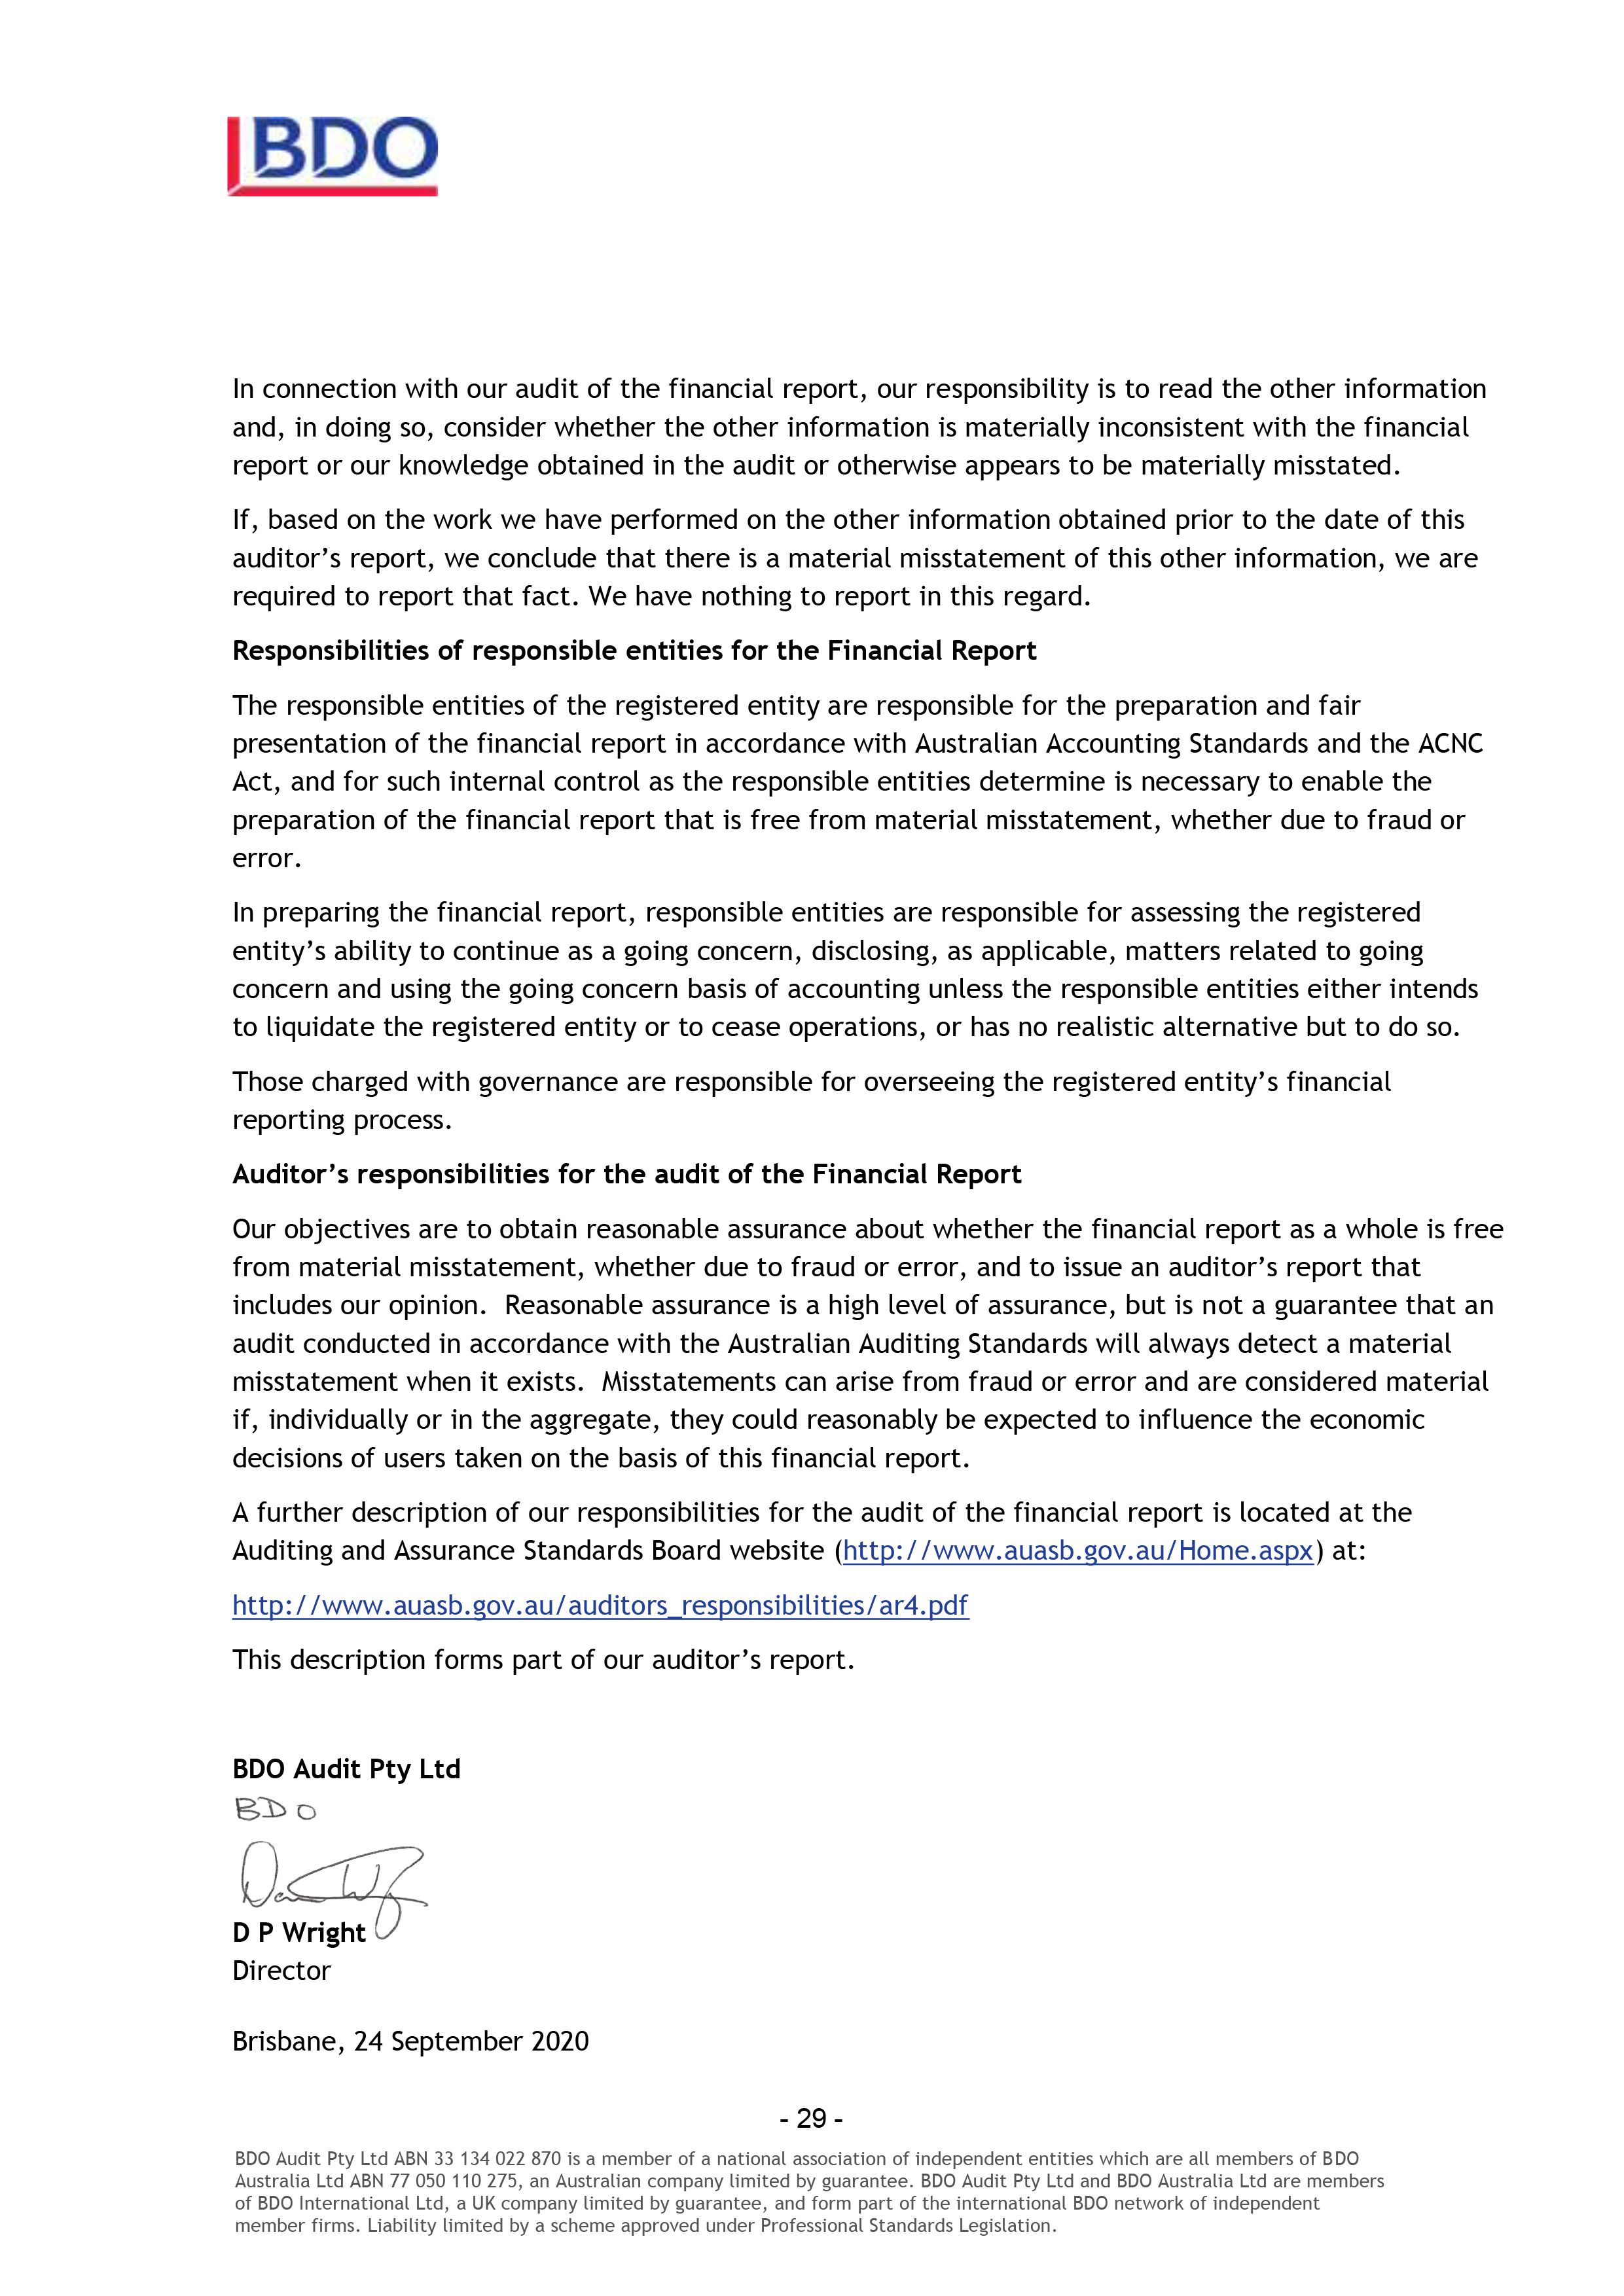 BDO
In connection with our audit of the financial report, our responsibility is to read the other information
and, in doing so, consider whether the other information is materially inconsistent with the financial
report or our knowledge obtained in the audit or otherwise appears to be materially misstated.
If, based on the work we have performed on the other information obtained prior to the date of this
auditor’s report, we conclude that there is a material misstatement of this other information, we are
required to report that fact. We have nothing to report in this regard.
Responsibilities of responsible entities for the Financial Report
The responsible entities of the registered entity are responsible for the preparation and fair
presentation of the financial report in accordance with Australian Accounting Standards and the ACNC
Act, and for such internal control as the responsible entities determine is necessary to enable the
preparation of the financial report that is free from material misstatement, whether due to fraud or
error.
In preparing the financial report, responsible entities are responsible for assessing the registered
entity’s ability to continue as a going concern, disclosing, as applicable, matters related to going
concern and using the going concern basis of accounting unless the responsible entities either intends
to liquidate the registered entity or to cease operations, or has no realistic alternative but to do so.
Those charged with governance are responsible for overseeing the registered entity’s financial
reporting process.
Auditor’s responsibilities for the audit of the Financial Report
Our objectives are to obtain reasonable assurance about whether the financial report as a whole is free
from material misstatement, whether due to fraud or error, and to issue an auditor’s report that
includes our opinion.  Reasonable assurance is a high level of assurance, but is not a guarantee that an
audit conducted in accordance with the Australian Auditing Standards will always detect a material
misstatement when it exists.  Misstatements can arise from fraud or error and are considered material
if, individually or in the aggregate, they could reasonably be expected to influence the economic
decisions of users taken on the basis of this financial report.
A further description of our responsibilities for the audit of the financial report is located at the
Auditing and Assurance Standards Board website (http://www.auasb.gov.au/Home.aspx) at:
http://www.auasb.gov.au/auditors_responsibilities/ar4.pdf
This description forms part of our auditor’s report.
BDO Audit Pty Ltd
BDO
D P Wright
Director
Brisbane, 24 September 2020
- 29 -
BDO Audit Pty Ltd ABN 33 134 022 870 is a member of a national association of independent entities which are all members of BDO
Australia Ltd ABN 77 050 110 275, an Australian company limited by guarantee. BDO Audit Pty Ltd and BDO Australia Ltd are members
of BDO International Ltd, a UK company limited by guarantee, and form part of the international BDO network of independent
member firms. Liability limited by a scheme approved under Professional Standards Legislation.